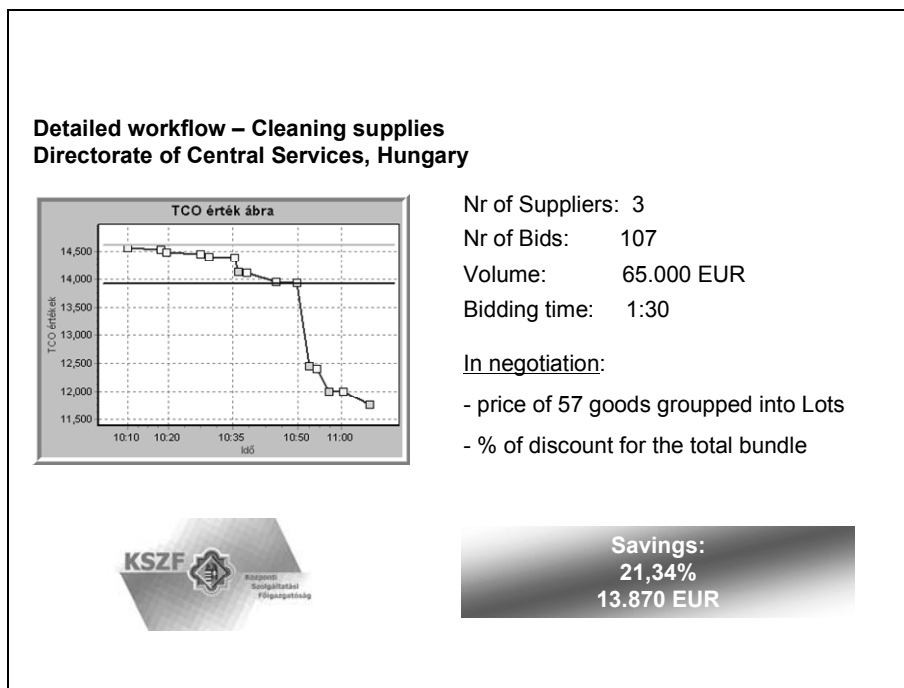 Detailed workflow – Cleaning supplies
Directorate of Central Services, Hungary
TCO érték ábra
TCO értékek
14,500
14,000
13,500
13,000
12,500
12,000
11,500
10:10 10:20 10:35 10:50 11:00
Idő
Nr of Suppliers: 3
Nr of Bids: 107
Volume: 65.000 EUR
Bidding time: 1:30
In negotiation:
- price of 57 goods groupped into Lots
- % of discount for the total bundle
KSZF
Központi
Szolgáltatási
Főigazgatóság
Savings:
21,34%
13.870 EUR